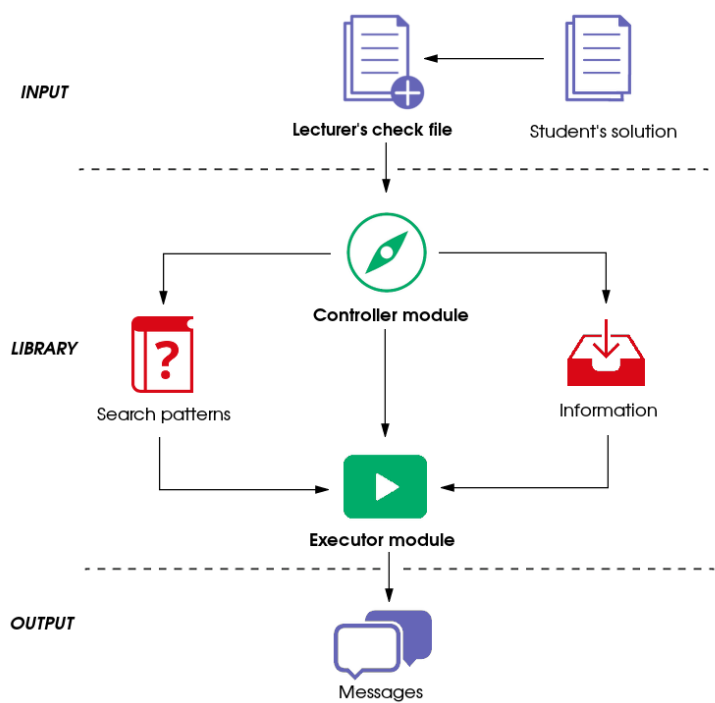 INPUT
Lecturer's check file
Student's solution
Controller module
LIBRARY
?
Search patterns
Information
Executor module
OUTPUT
Messages